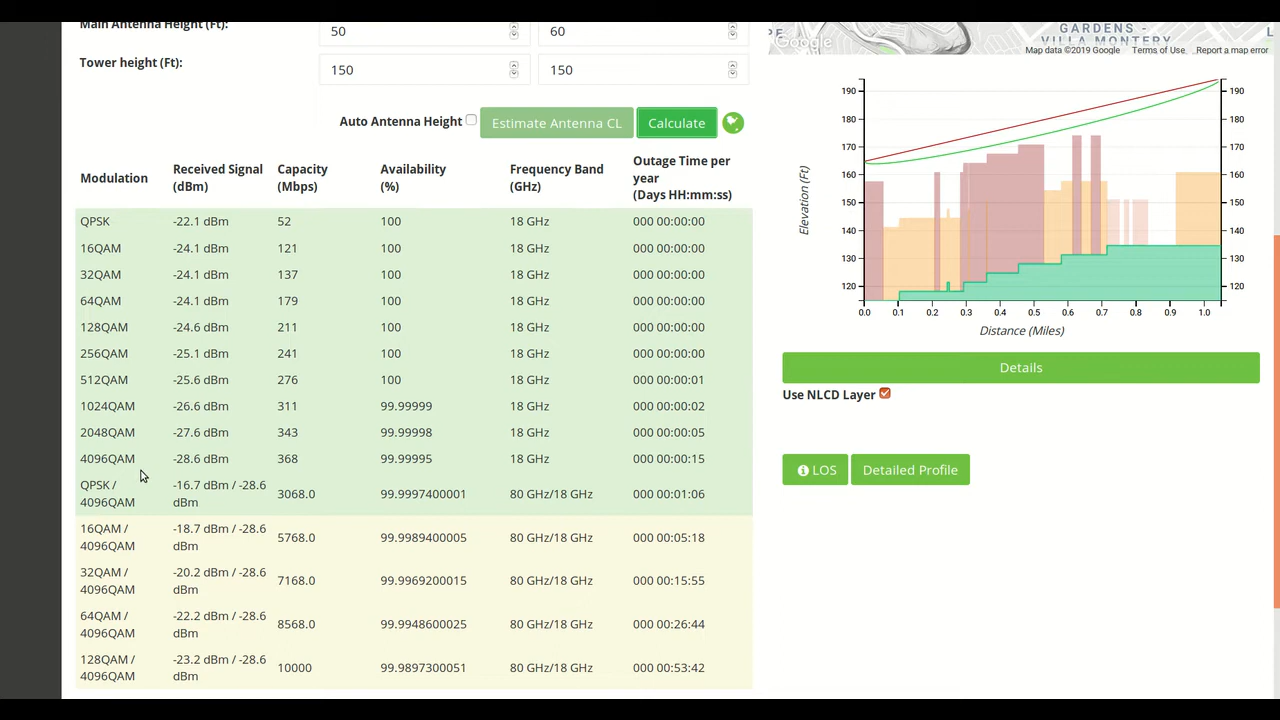 Main Antenna Height (Ft):
50
60
Tower height (Ft):
150
150
Auto Antenna Height
Estimate Antenna CL
Calculate
Modulation
Received Signal
(dBm)
Capacity
(Mbps)
Availability
(%)
Frequency Band
(GHz)
Outage Time per
year
(Days HH:mm:ss)
QPSK -22.1 dBm 52 100 18 GHz 000 00:00:00
16QAM -24.1 dBm 121 100 18 GHz 000 00:00:00
32QAM -24.1 dBm 137 100 18 GHz 000 00:00:00
64QAM -24.1 dBm 179 100 18 GHz 000 00:00:00
128QAM -24.6 dBm 211 100 18 GHz 000 00:00:00
256QAM -25.1 dBm 241 100 18 GHz 000 00:00:00
512QAM -25.6 dBm 276 100 18 GHz 000 00:00:01
1024QAM -26.6 dBm 311 99.99999 18 GHz 000 00:00:02
2048QAM -27.6 dBm 343 99.99998 18 GHz 000 00:00:05
4096QAM -28.6 dBm 368 99.99995 18 GHz 000 00:00:15
QPSK / -16.7 dBm / -28.6
4096QAM dBm 3068.0 99.9997400001 80 GHz/18 GHz 000 00:01:06
16QAM / -18.7 dBm / -28.6
4096QAM dBm 5768.0 99.9989400005 80 GHz/18 GHz 000 00:05:18
32QAM / -20.2 dBm / -28.6
4096QAM dBm 7168.0 99.9969200015 80 GHz/18 GHz 000 00:15:55
64QAM / -22.2 dBm / -28.6
4096QAM dBm 8568.0 99.9948600025 80 GHz/18 GHz 000 00:26:44
128QAM / -23.2 dBm / -28.6
4096QAM dBm 10000 99.9897300051 80 GHz/18 GHz 000 00:53:42
GARDENS -
VILLA MONTERY
Google
Map data ©2019 Google Terms of Use Report a map error
190 190
180 180
170 170
160 160
150 150
140 140
130 130
120 120
Elevation (Ft)
0.0 0.1 0.2 0.3 0.4 0.5 0.6 0.7 0.8 0.9 1.0
Distance (Miles)
Details
Use NLCD Layer
LOS
Detailed Profile